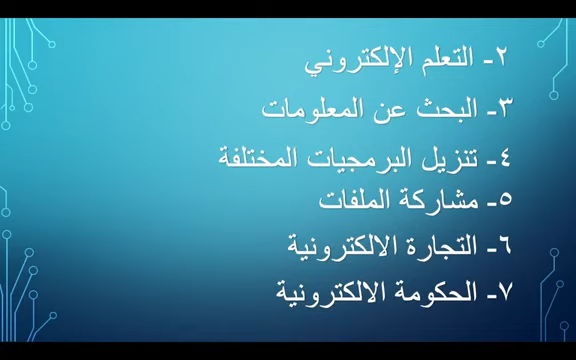 ٢- التعلم الإلكتروني
٣- البحث عن المعلومات
٤- تنزيل البرمجيات المختلفة
٥- مشاركة الملفات
٦- التجارة الالكترونية
٧- الحكومة الالكترونية